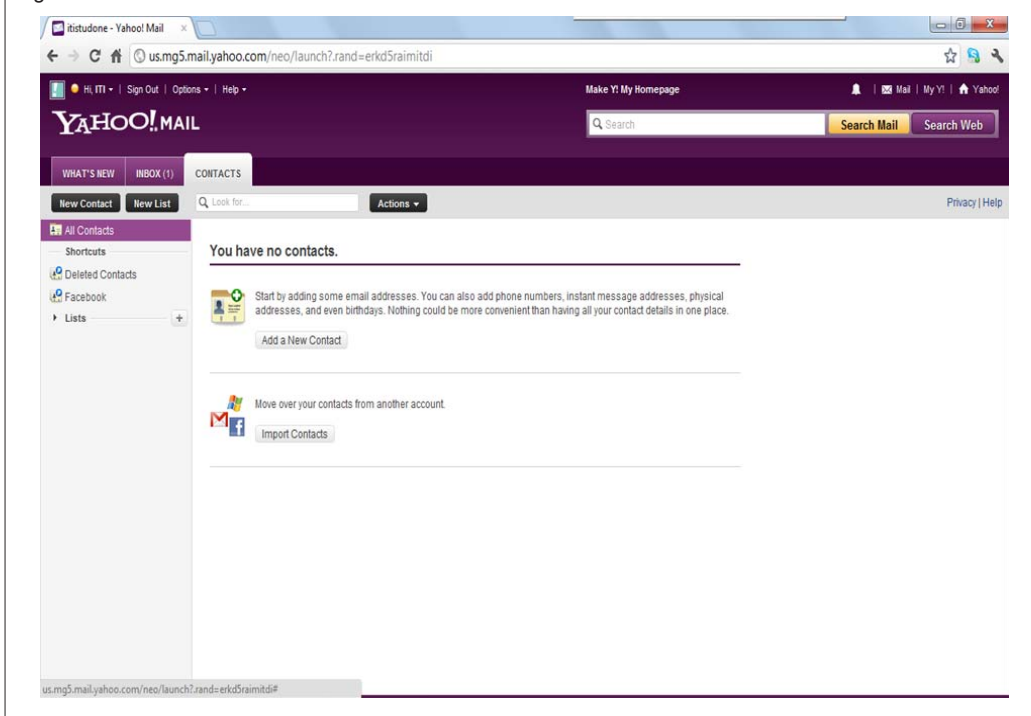 itistudone - Yahoo! Mail
us.mg5.mail.yahoo.com/neo/launch?.rand=erkd5raimitdi
Hi, ITI | Sign Out | Options | Help
Make Y! My Homepage
| Mail | My Y! | Yahoo!
YAHOO! MAIL
Search
Search Mail
Search Web
WHAT'S NEW
INBOX (1)
CONTACTS
New Contact
New List
Look for...
Actions
Privacy | Help
All Contacts
Shortcuts
Deleted Contacts
Facebook
Lists
+
You have no contacts.
Start by adding some email addresses. You can also add phone numbers, instant message addresses, physical
addresses, and even birthdays. Nothing could be more convenient than having all your contact details in one place.
Add a New Contact
Move over your contacts from another account.
Import Contacts
us.mg5.mail.yahoo.com/neo/launch?.rand=erkd5raimitdi#